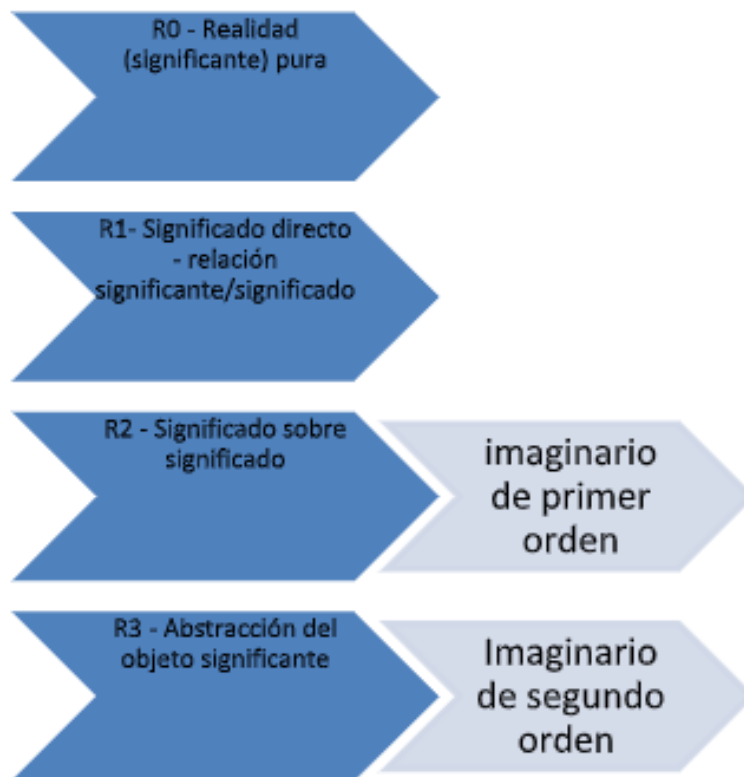 R0 - Realidad
(significante) pura
R1- Significado directo
- relación
significante/significado
R2 - Significado sobre
significado
imaginario
de primer
orden
R3 - Abstracción del
objeto significante
Imaginario
de segundo
orden